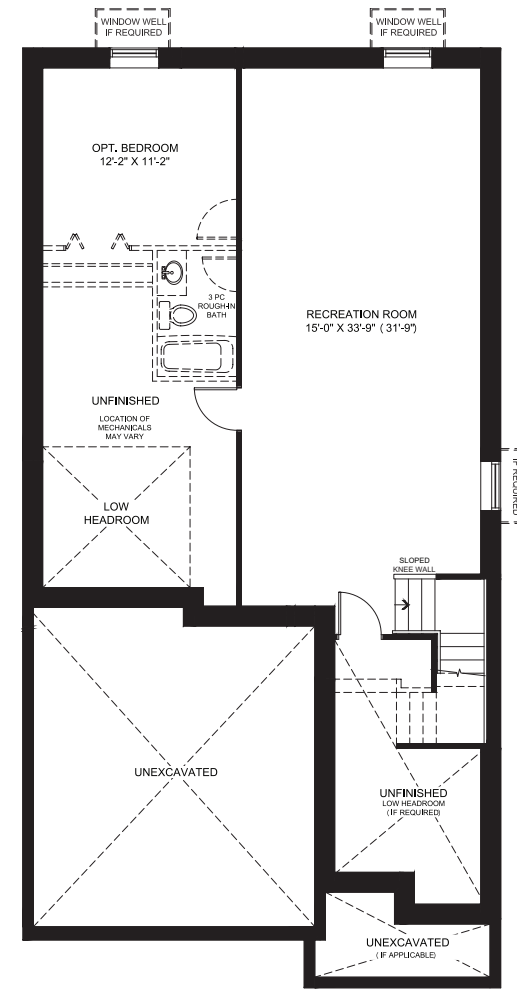 WINDOW WELL
IF REQUIRED
WINDOW WELL
IF REQUIRED
OPT. BEDROOM
12'-2" X 11'-2"
3 PC
ROUGH-IN
BATH
RECREATION ROOM
15'-0" X 33'-9" ( 31'-9")
UNFINISHED
LOCATION OF
MECHANICALS
MAY VARY
LOW
HEADROOM
IF REQUIRED
SLOPED
KNEE WALL
UNEXCAVATED
UNFINISHED
LOW HEADROOM
(IF REQUIRED)
UNEXCAVATED
( IF APPLICABLE)